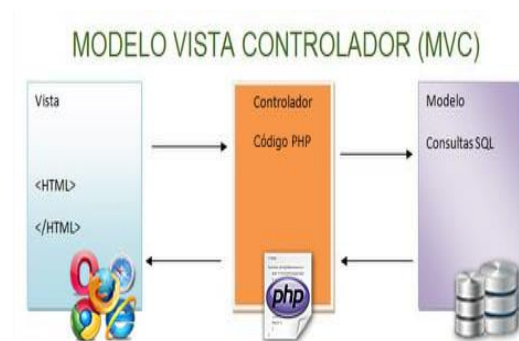 MODELO VISTA CONTROLADOR (MVC)
Vista
<HTML>
</HTML>
Controlador
Código PHP
php
Modelo
Consultas SQL